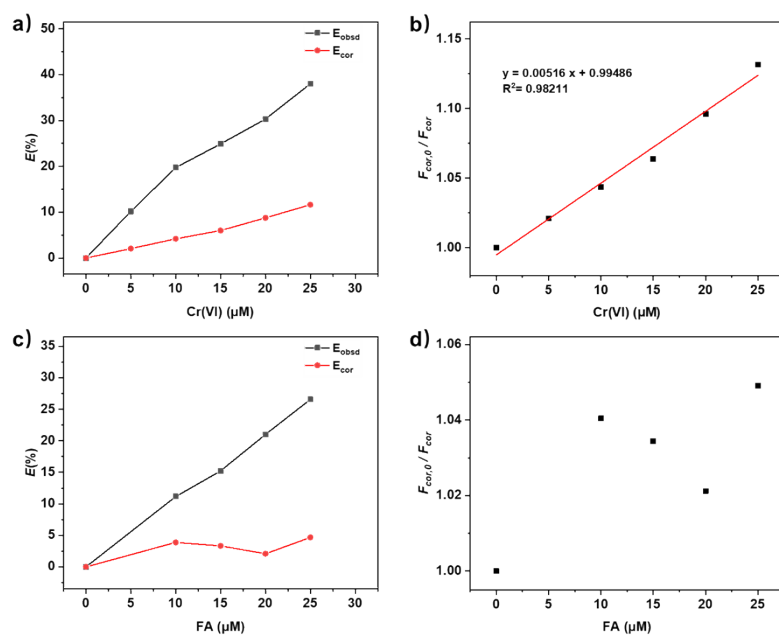 a)
E(%)
50
40
30
20
10
0
0 5 10 15 20 25 30
Cr(VI) (μM)
E_obsd
E_cor
b)
F_cor,0 / F_cor
1.15
1.10
1.05
1.00
0 5 10 15 20 25
Cr(VI) (μM)
y = 0.00516 x + 0.99486
R²= 0.98211
c)
E(%)
35
30
25
20
15
10
5
0
0 5 10 15 20 25 30
FA (μM)
E_obsd
E_cor
d)
F_cor,0 / F_cor
1.06
1.04
1.02
1.00
0 5 10 15 20 25
FA (μM)